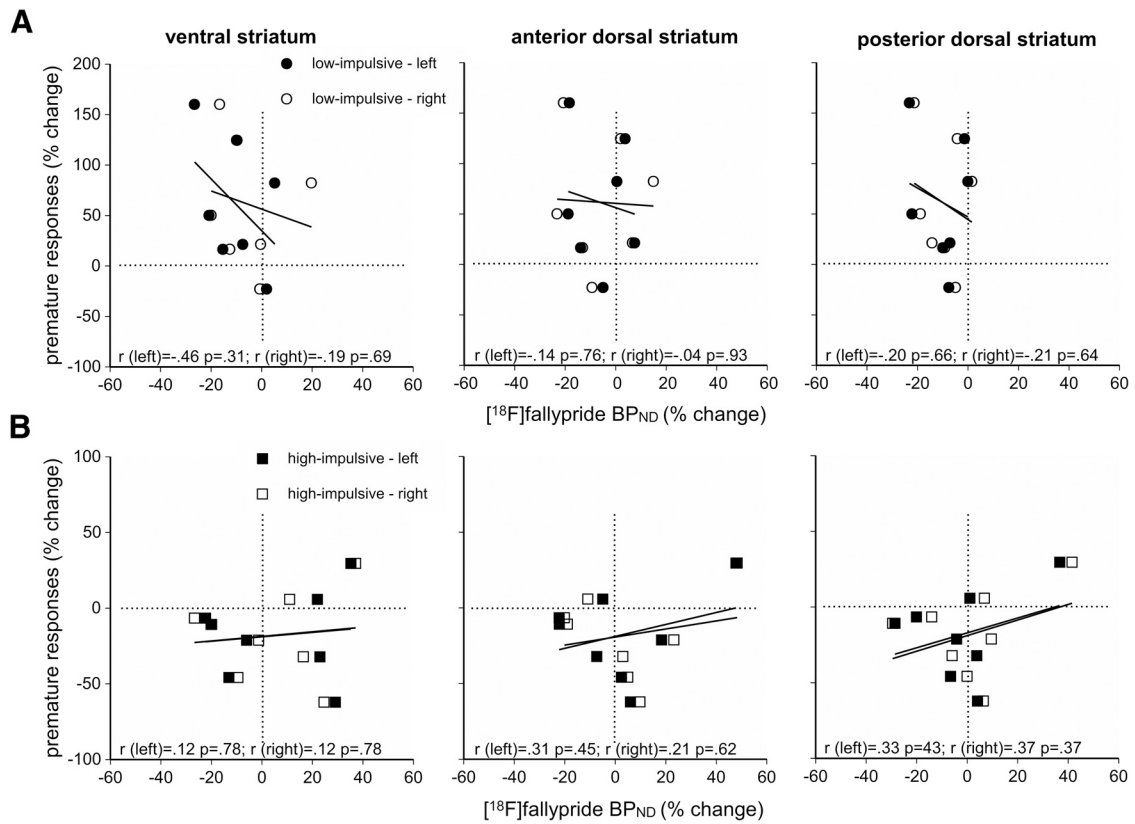 A
ventral striatum
anterior dorsal striatum
posterior dorsal striatum
low-impulsive - left
low-impulsive - right
premature responses (% change)
200
150
100
50
0
-50
-100
r (left)=-.46 p=.31; r (right)=-.19 p=.69
r (left)=-.14 p=.76; r (right)=-.04 p=.93
r (left)=-.20 p=.66; r (right)=-.21 p=.64
-60 -40 -20 0 20 40 60
-60 -40 -20 0 20 40 60
-60 -40 -20 0 20 40 60
[18F]fallypride BPND (% change)
B
high-impulsive - left
high-impulsive - right
premature responses (% change)
100
50
0
-50
-100
r (left)=.12 p=.78; r (right)=.12 p=.78
r (left)=.31 p=.45; r (right)=.21 p=.62
r (left)=.33 p=43; r (right)=.37 p=.37
-60 -40 -20 0 20 40 60
-60 -40 -20 0 20 40 60
-60 -40 -20 0 20 40 60
[18F]fallypride BPND (% change)